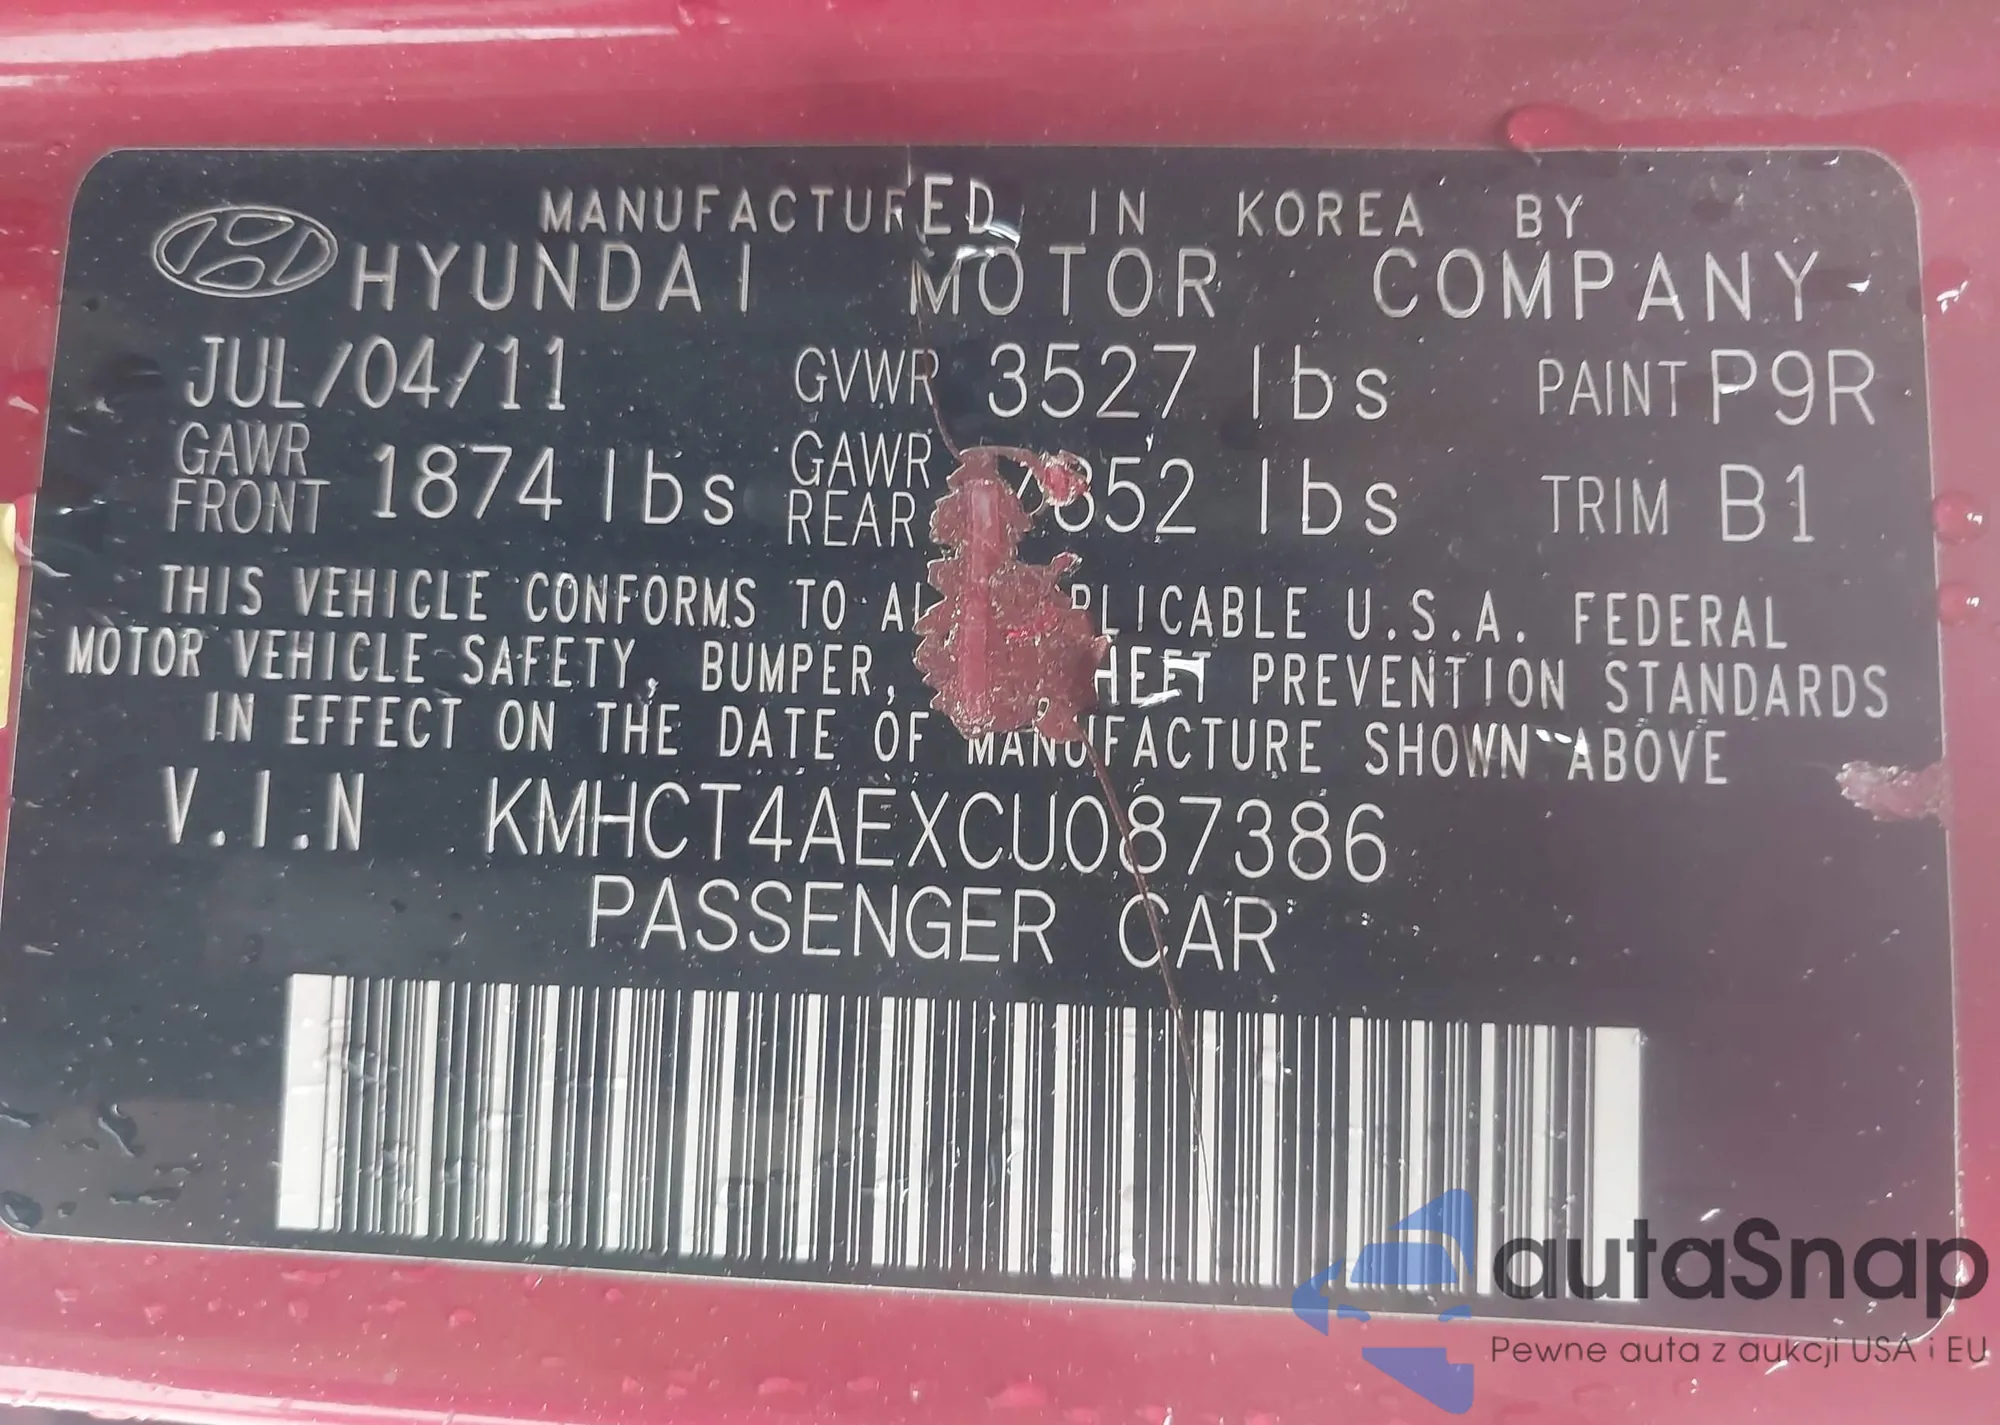 MANUFACTURED IN KOREA BY
HYUNDAI MOTOR COMPANY
JUL/04/11 GVWR 3527 lbs PAINT P9R
GAWR FRONT 1874 lbs GAWR REAR lbs TRIM B1
THIS VEHICLE CONFORMS TO U.S.A. FEDERAL
MOTOR VEHICLE SAFETY, BUMPER, PREVENTION STANDARDS
IN EFFECT ON THE DATE OF MANUFACTURE SHOWN ABOVE
V.I.N KMHCT4AEXCU087386
PASSENGER CAR
autaSnap
Pewne auta z aukcji USA i EU